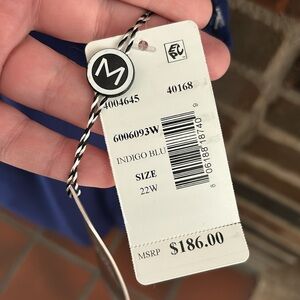 M
4004645 40168
6006093W
INDIGO BLU
SIZE
22W
MSRP $186.00